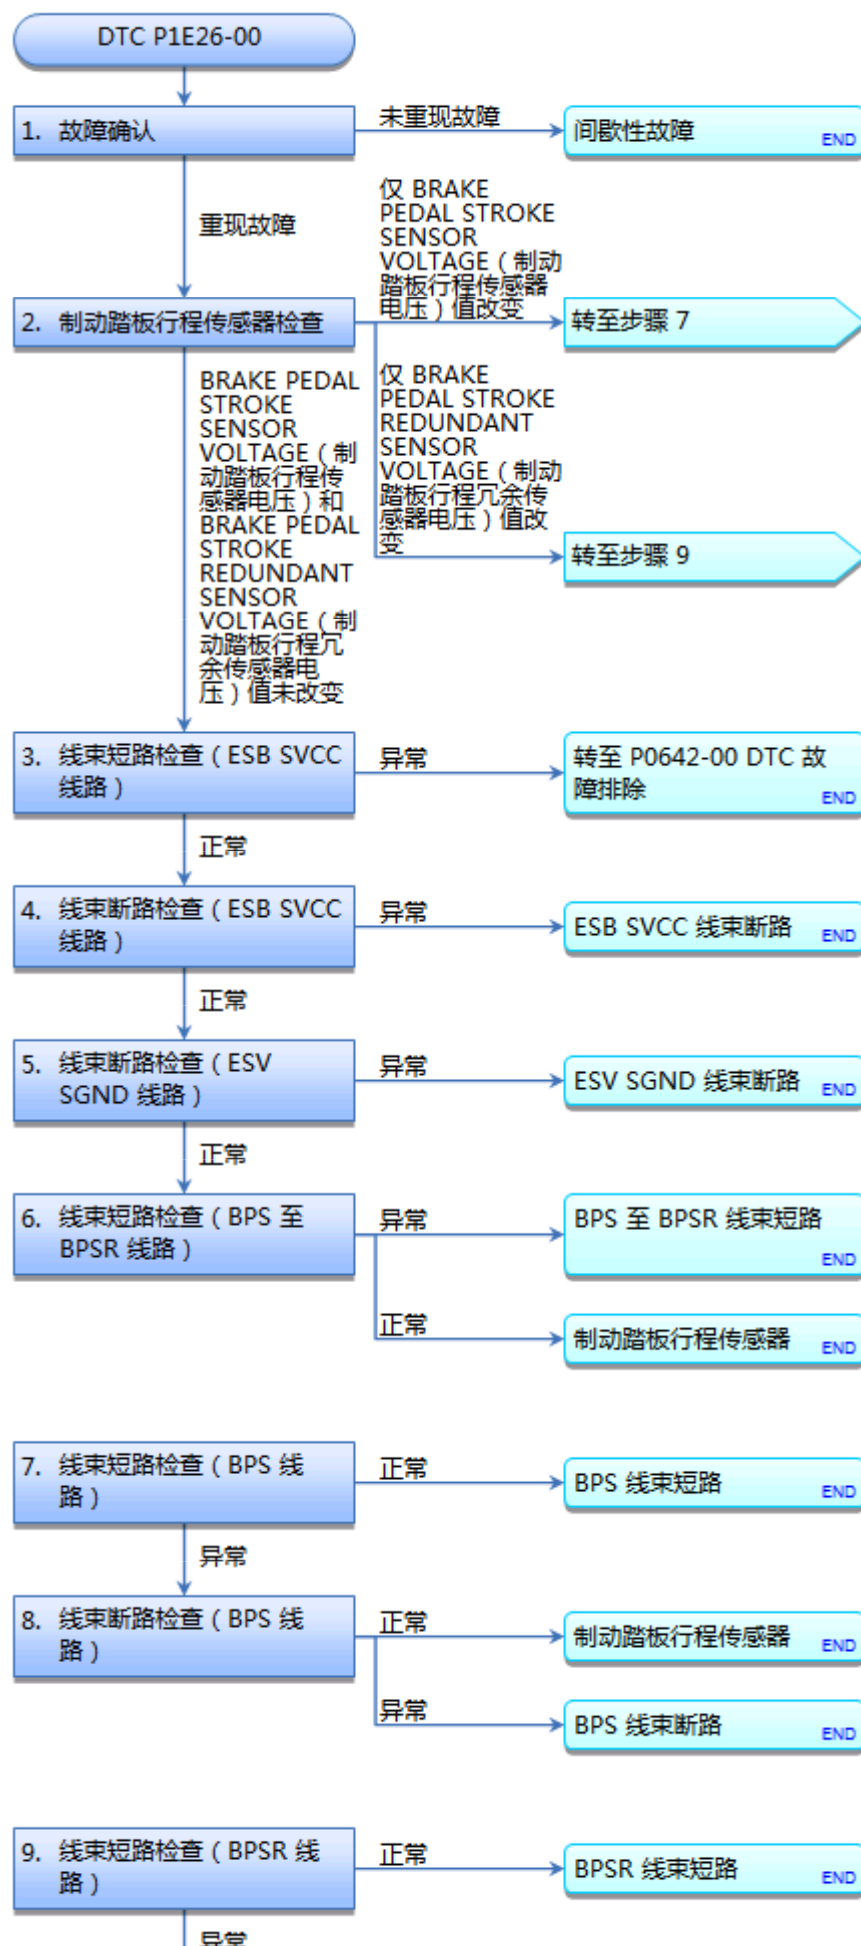 DTC P1E26-00
1. 故障确认
未重现故障
间歇性故障
END
重现故障
仅 BRAKE
PEDAL STROKE
SENSOR
VOLTAGE（制动
踏板行程传感器
电压）值改变
2. 制动踏板行程传感器检查
转至步骤 7
BRAKE PEDAL
STROKE
SENSOR
VOLTAGE（制
动踏板行程传
感器电压）和
BRAKE PEDAL
STROKE
REDUNDANT
SENSOR
VOLTAGE（制
动踏板行程冗
余传感器电
压）值未改变
仅 BRAKE
PEDAL STROKE
REDUNDANT
SENSOR
VOLTAGE（制动
踏板行程冗余传
感器电压）值改
变
转至步骤 9
3. 线束短路检查（ESB SVCC
线路）
异常
转至 P0642-00 DTC 故
障排除
END
正常
4. 线束断路检查（ESB SVCC
线路）
异常
ESB SVCC 线束断路
END
正常
5. 线束断路检查（ESV
SGND 线路）
异常
ESV SGND 线束断路
END
正常
6. 线束短路检查（BPS 至
BPSR 线路）
异常
BPS 至 BPSR 线束短路
END
正常
制动踏板行程传感器
END
7. 线束短路检查（BPS 线
路）
正常
BPS 线束短路
END
异常
8. 线束断路检查（BPS 线
路）
正常
制动踏板行程传感器
END
异常
BPS 线束断路
END
9. 线束短路检查（BPSR 线
路）
正常
BPSR 线束短路
END
异常